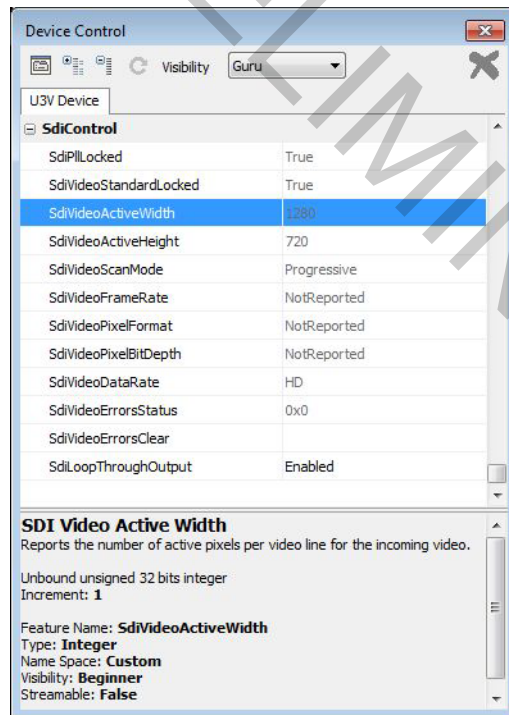 Device Control
Visibility Guru
U3V Device
SdiControl
SdiPllLocked True
SdiVideoStandardLocked True
SdiVideoActiveWidth 1280
SdiVideoActiveHeight 720
SdiVideoScanMode Progressive
SdiVideoFrameRate NotReported
SdiVideoPixelFormat NotReported
SdiVideoPixelBitDepth NotReported
SdiVideoDataRate HD
SdiVideoErrorsStatus 0x0
SdiVideoErrorsClear
SdiLoopThroughOutput Enabled
SDI Video Active Width
Reports the number of active pixels per video line for the incoming video.
Unbound unsigned 32 bits integer
Increment: 1
Feature Name: SdiVideoActiveWidth
Type: Integer
Name Space: Custom
Visibility: Beginner
Streamable: False